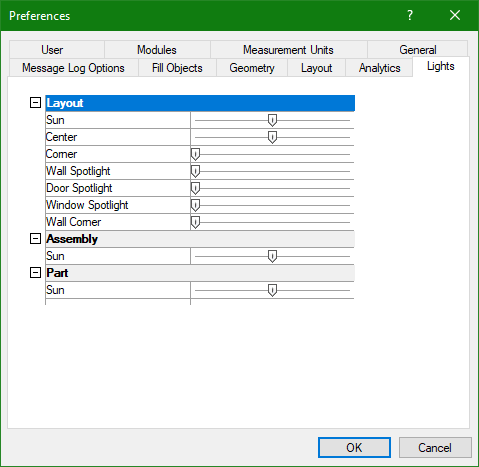 Preferences
User Modules Measurement Units General
Message Log Options Fill Objects Geometry Layout Analytics Lights
Layout
Sun
Center
Corner
Wall Spotlight
Door Spotlight
Window Spotlight
Wall Corner
Assembly
Sun
Part
Sun
OK Cancel